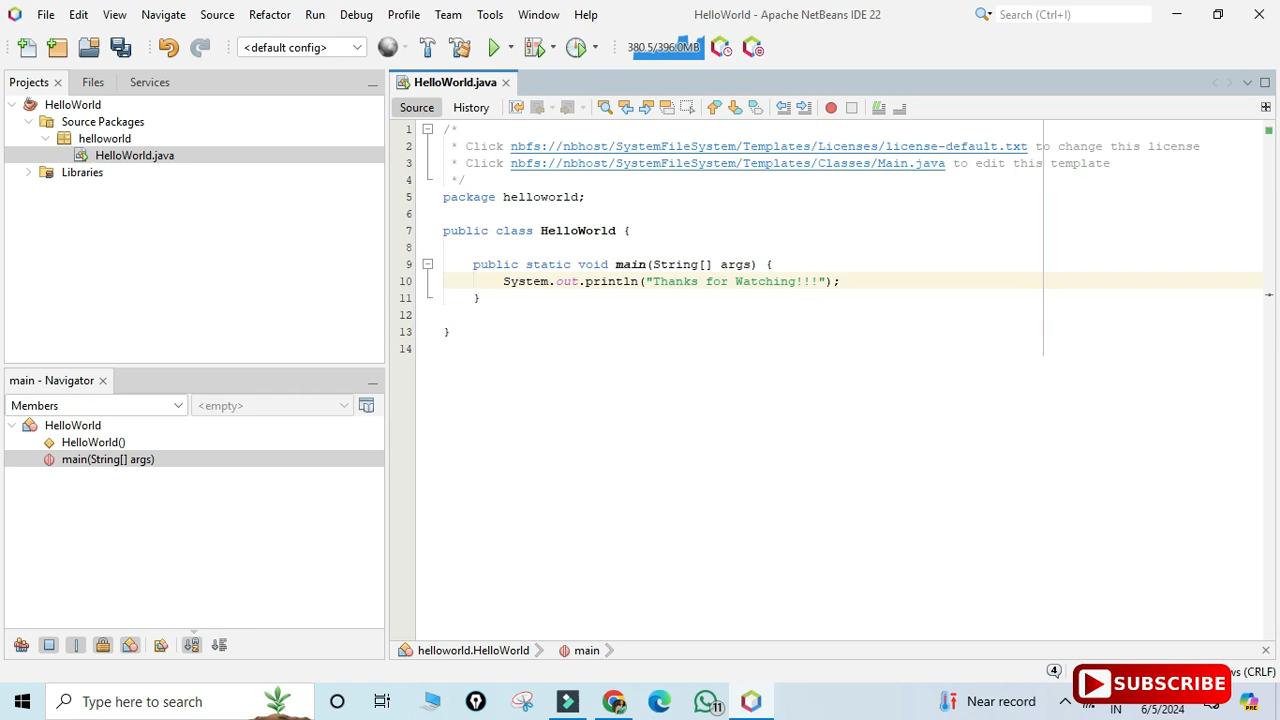 File Edit View Navigate Source Refactor Run Debug Profile Team Tools Window Help HelloWorld - Apache NetBeans IDE 22 Search (Ctrl+I)
<default config> 380.5/396.0MB
Projects Files Services HelloWorld.java
HelloWorld
Source Packages
helloworld
HelloWorld.java
Libraries
Source History
1 /*
2 * Click nbfs://nbhost/SystemFileSystem/Templates/Licenses/license-default.txt to change this license
3 * Click nbfs://nbhost/SystemFileSystem/Templates/Classes/Main.java to edit this template
4 */
5 package helloworld;
6
7 public class HelloWorld {
8
9 public static void main(String[] args) {
10 System.out.println("Thanks for Watching!!!");
11 }
12
13 }
14
main - Navigator
Members <empty>
HelloWorld
HelloWorld()
main(String[] args)
helloworld.HelloWorld main
4 (CRLF)
SUBSCRIBE
Type here to search 11 Near record IN 6/5/2024 PRE